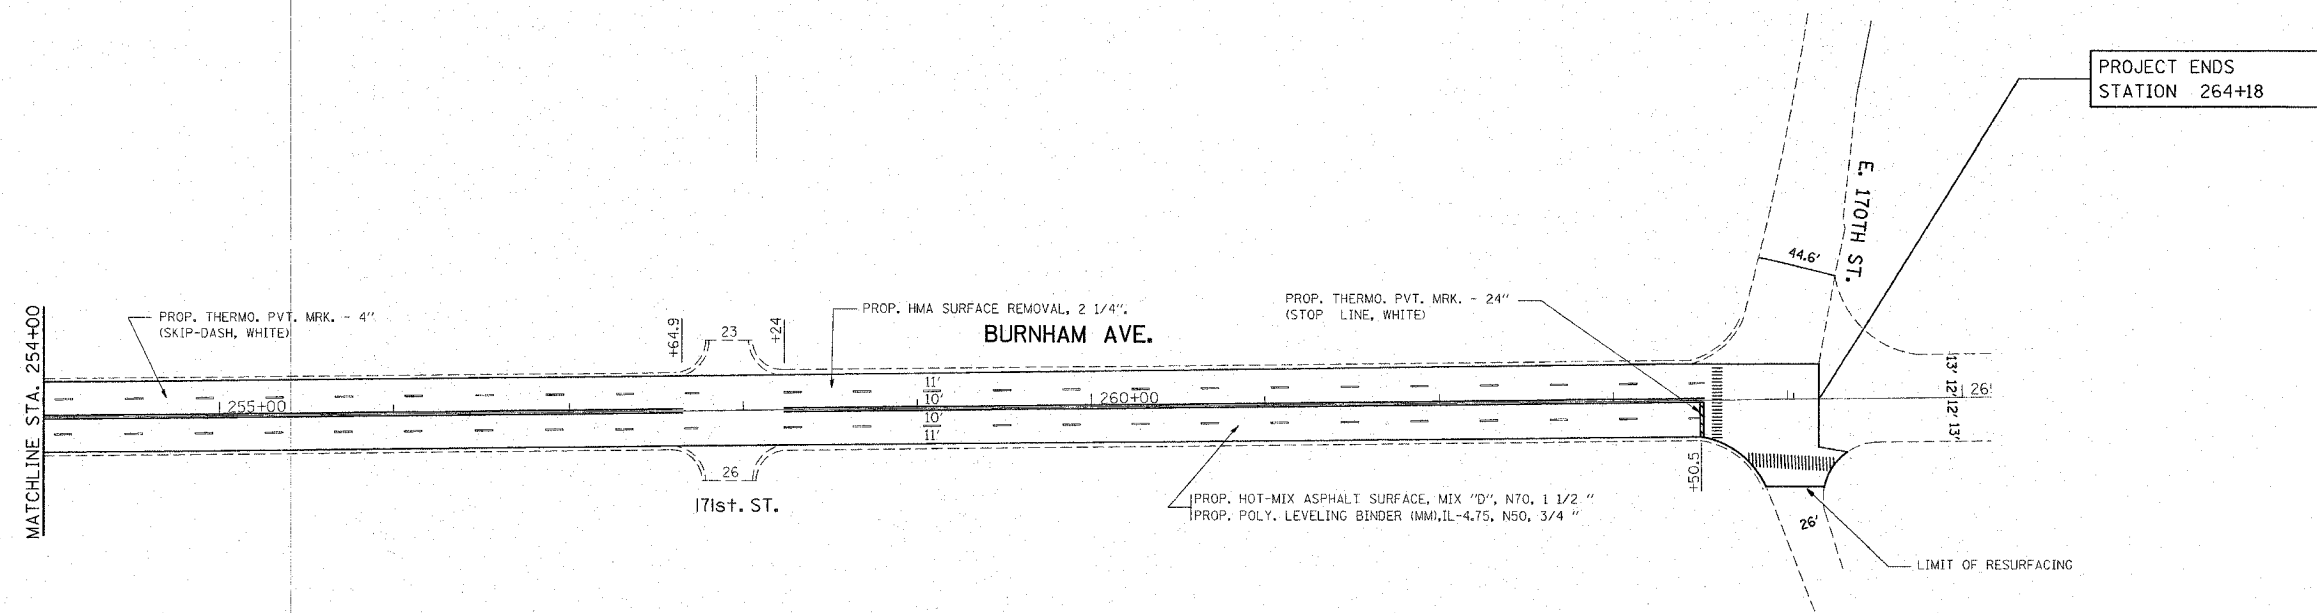 PROJECT ENDS
STATION 264+18
E. 170TH ST.
44.6'
PROP. THERMO. PVT. MRK. - 4"
(SKIP-DASH, WHITE)
+64.9
23
+24
PROP. HMA SURFACE REMOVAL, 2 1/4".
BURNHAM AVE.
PROP. THERMO. PVT. MRK. - 24"
(STOP LINE, WHITE)
MATCHLINE STA. 254+00
255+00
11'
10'
10'
11'
260+00
13' 12' 12' 13'
26
171st. ST.
+50.5
PROP. HOT-MIX ASPHALT SURFACE, MIX "D", N70, 1 1/2 "
PROP. POLY. LEVELING BINDER (MM),IL-4.75, N50, 3/4 "
26'
LIMIT OF RESURFACING